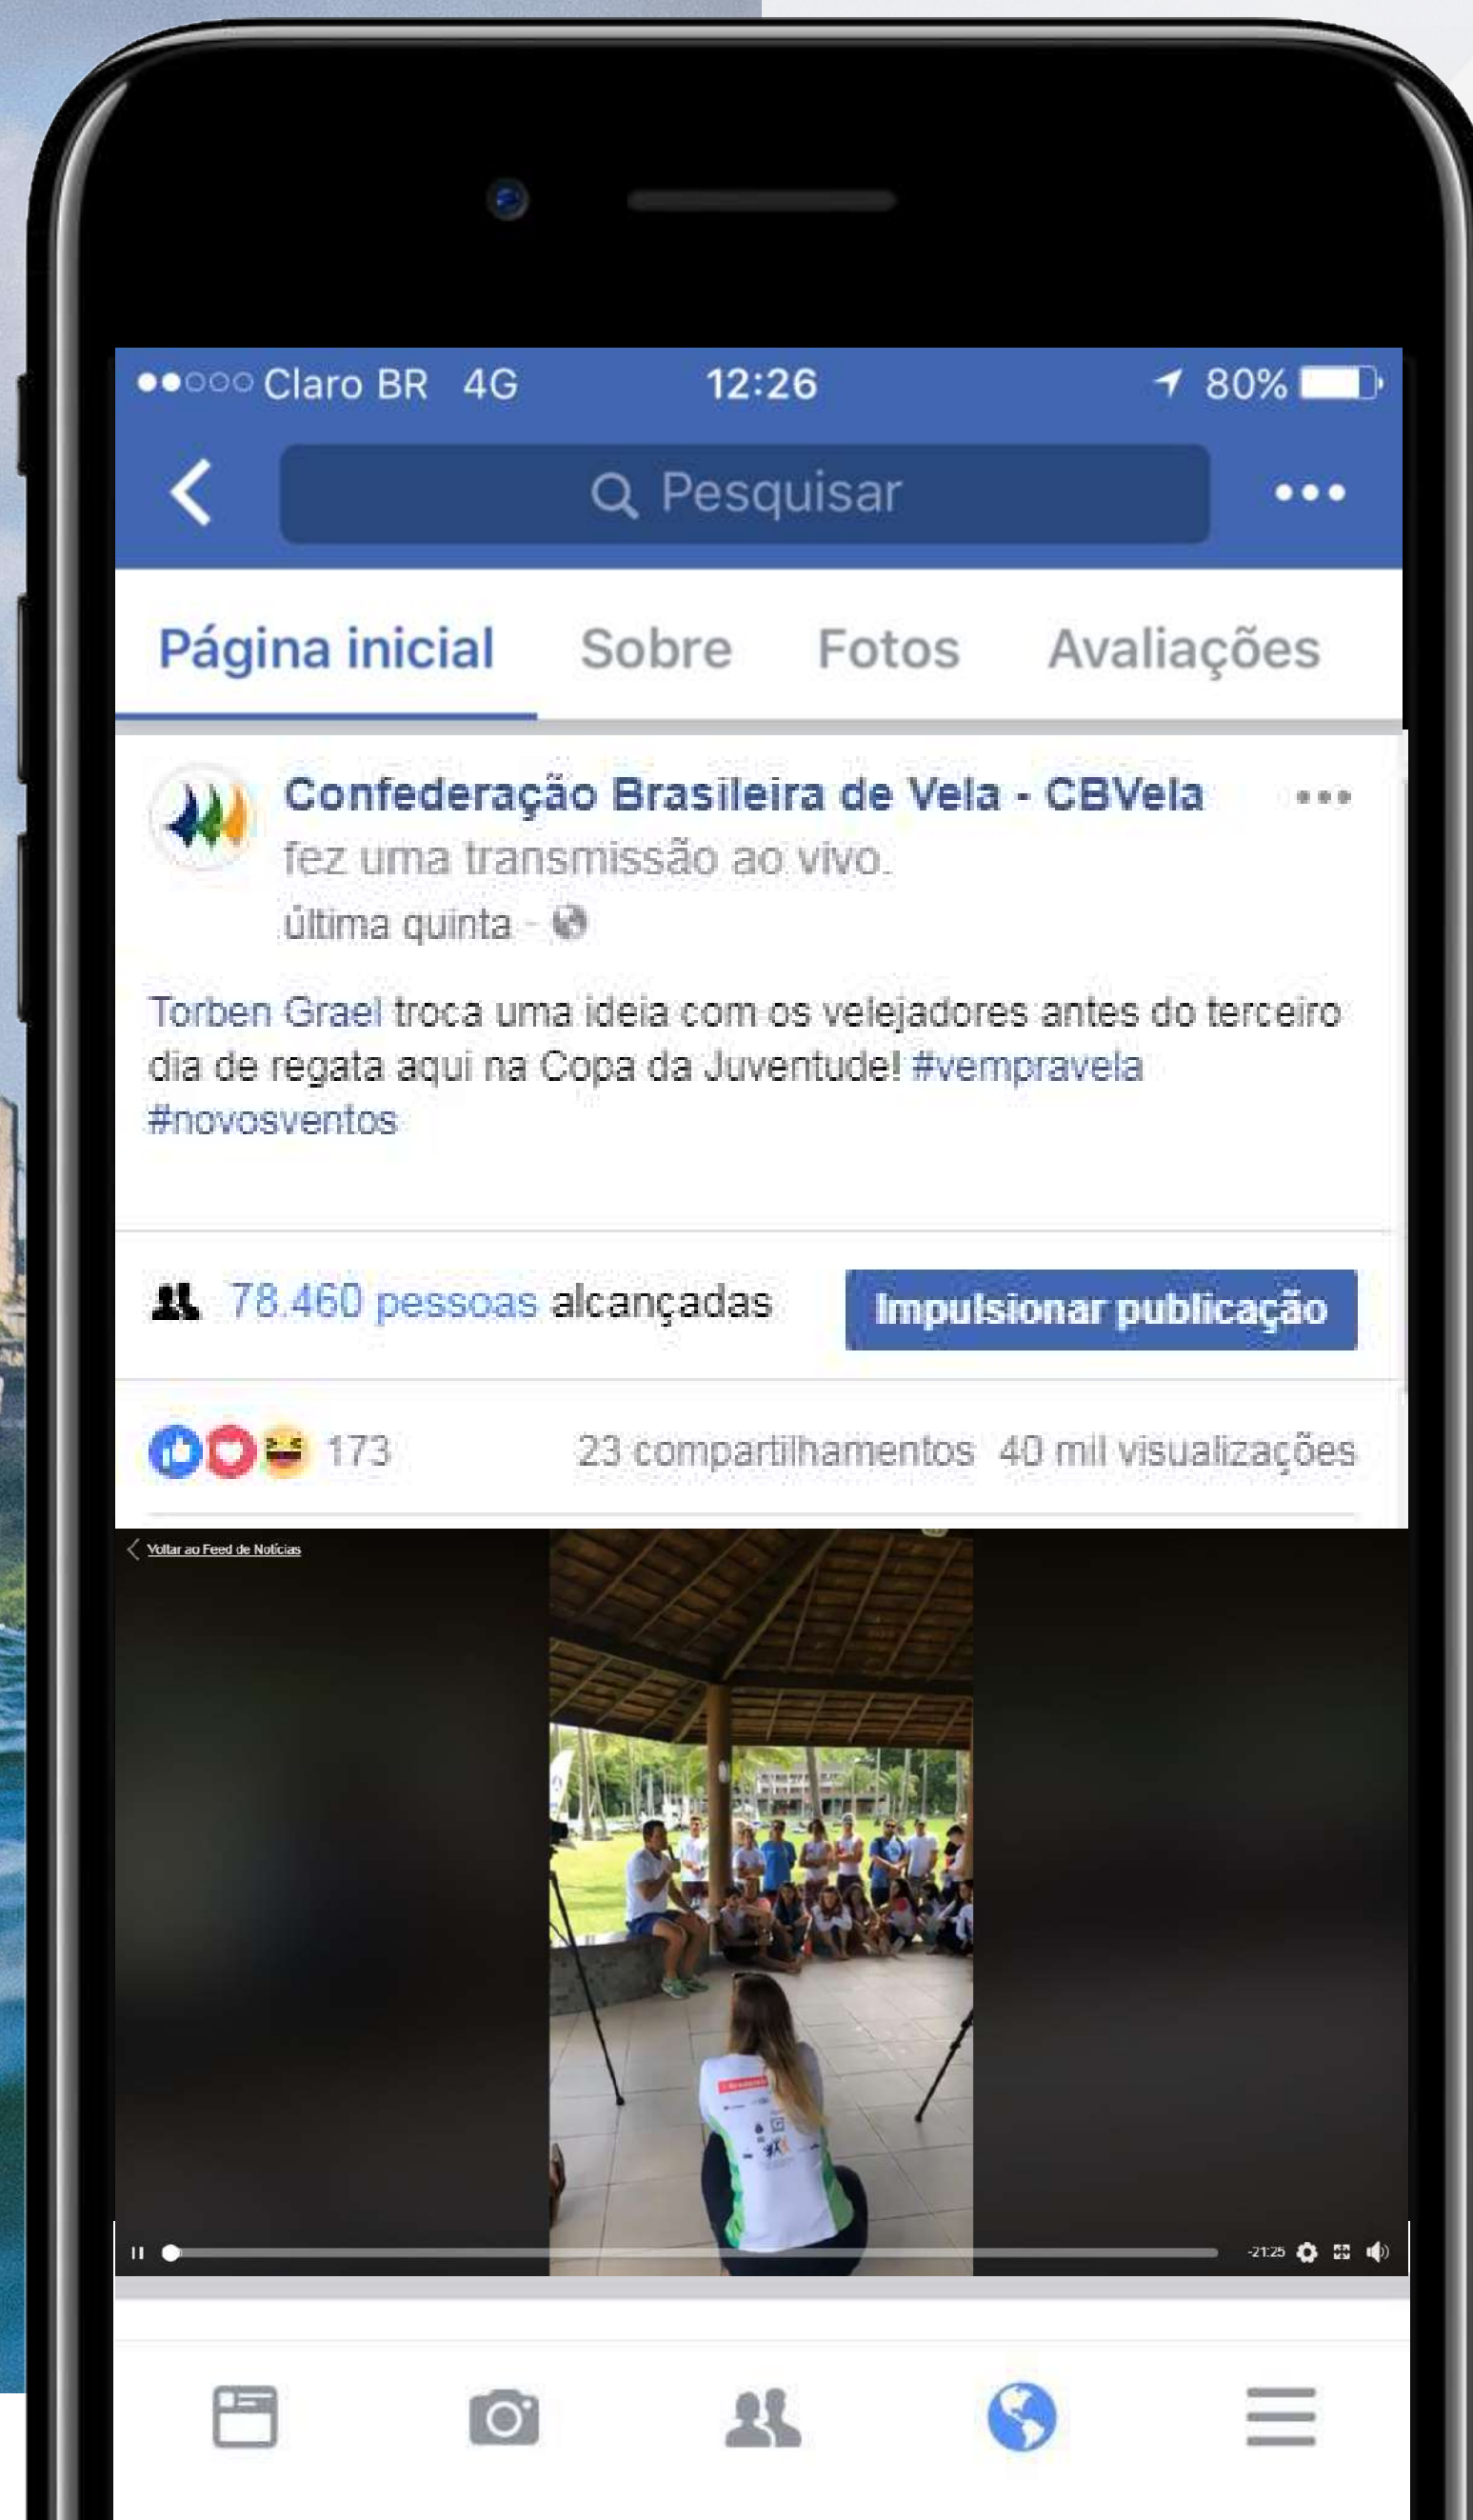 Claro BR 4G 12:26 80%
Pesquisar
Página inicial Sobre Fotos Avaliações
Confederação Brasileira de Vela - CBVela
fez uma transmissão ao vivo.
última quinta -
Torben Grael troca uma ideia com os velejadores antes do terceiro
dia de regata aqui na Copa da Juventude! #vempravela
#novosventos
78.460 pessoas alcançadas Impulsionar publicação
173 23 compartilhamentos 40 mil visualizações
Voltar ao Feed de Notícias
Bradesco
-21:25